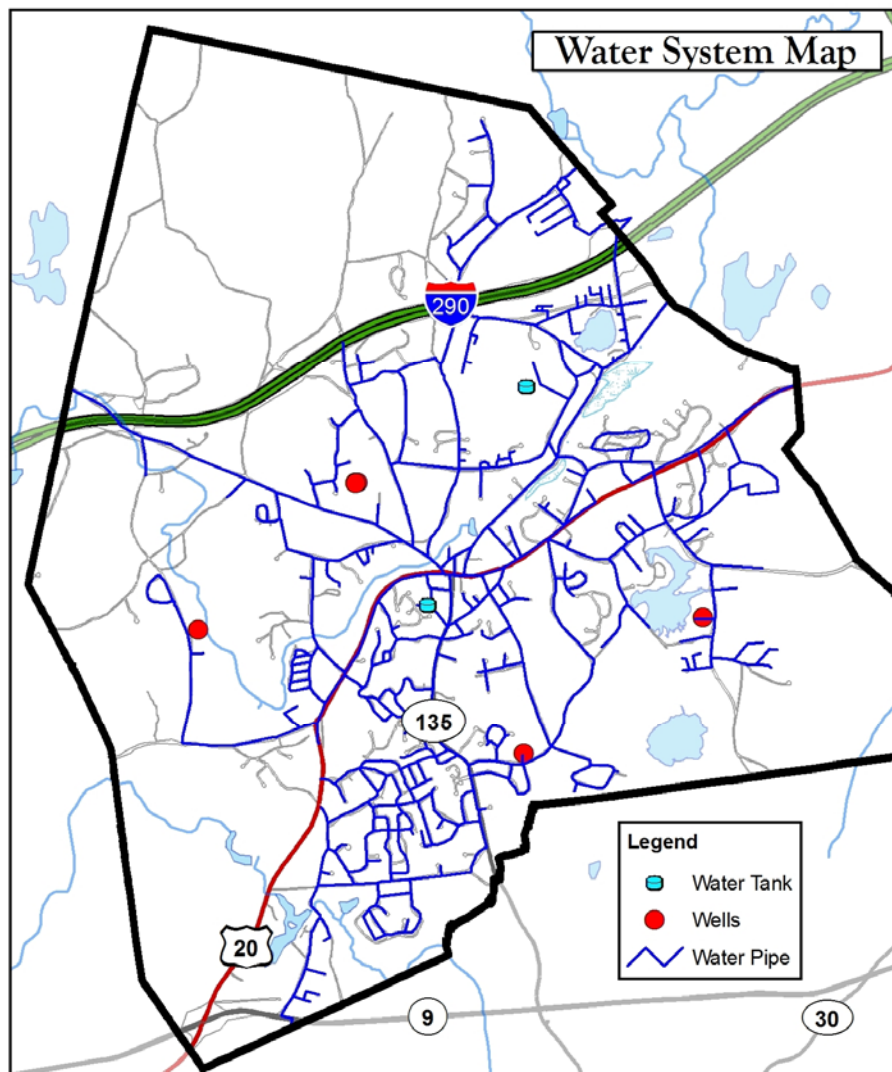 Water System Map
290
135
Legend
Water Tank
Wells
Water Pipe
20
9
30